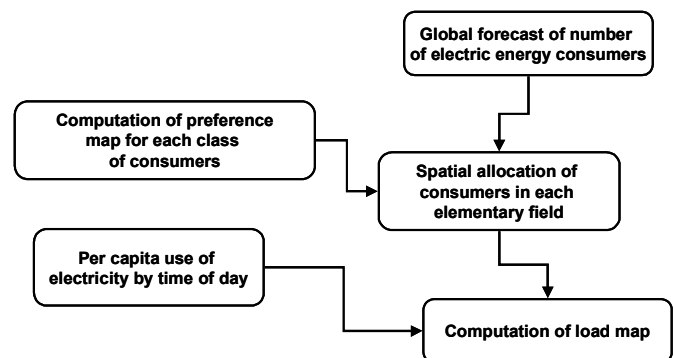 Global forecast of number
of electric energy consumers
Computation of preference
map for each class
of consumers
Spatial allocation of
consumers in each
elementary field
Per capita use of
electricity by time of day
Computation of load map